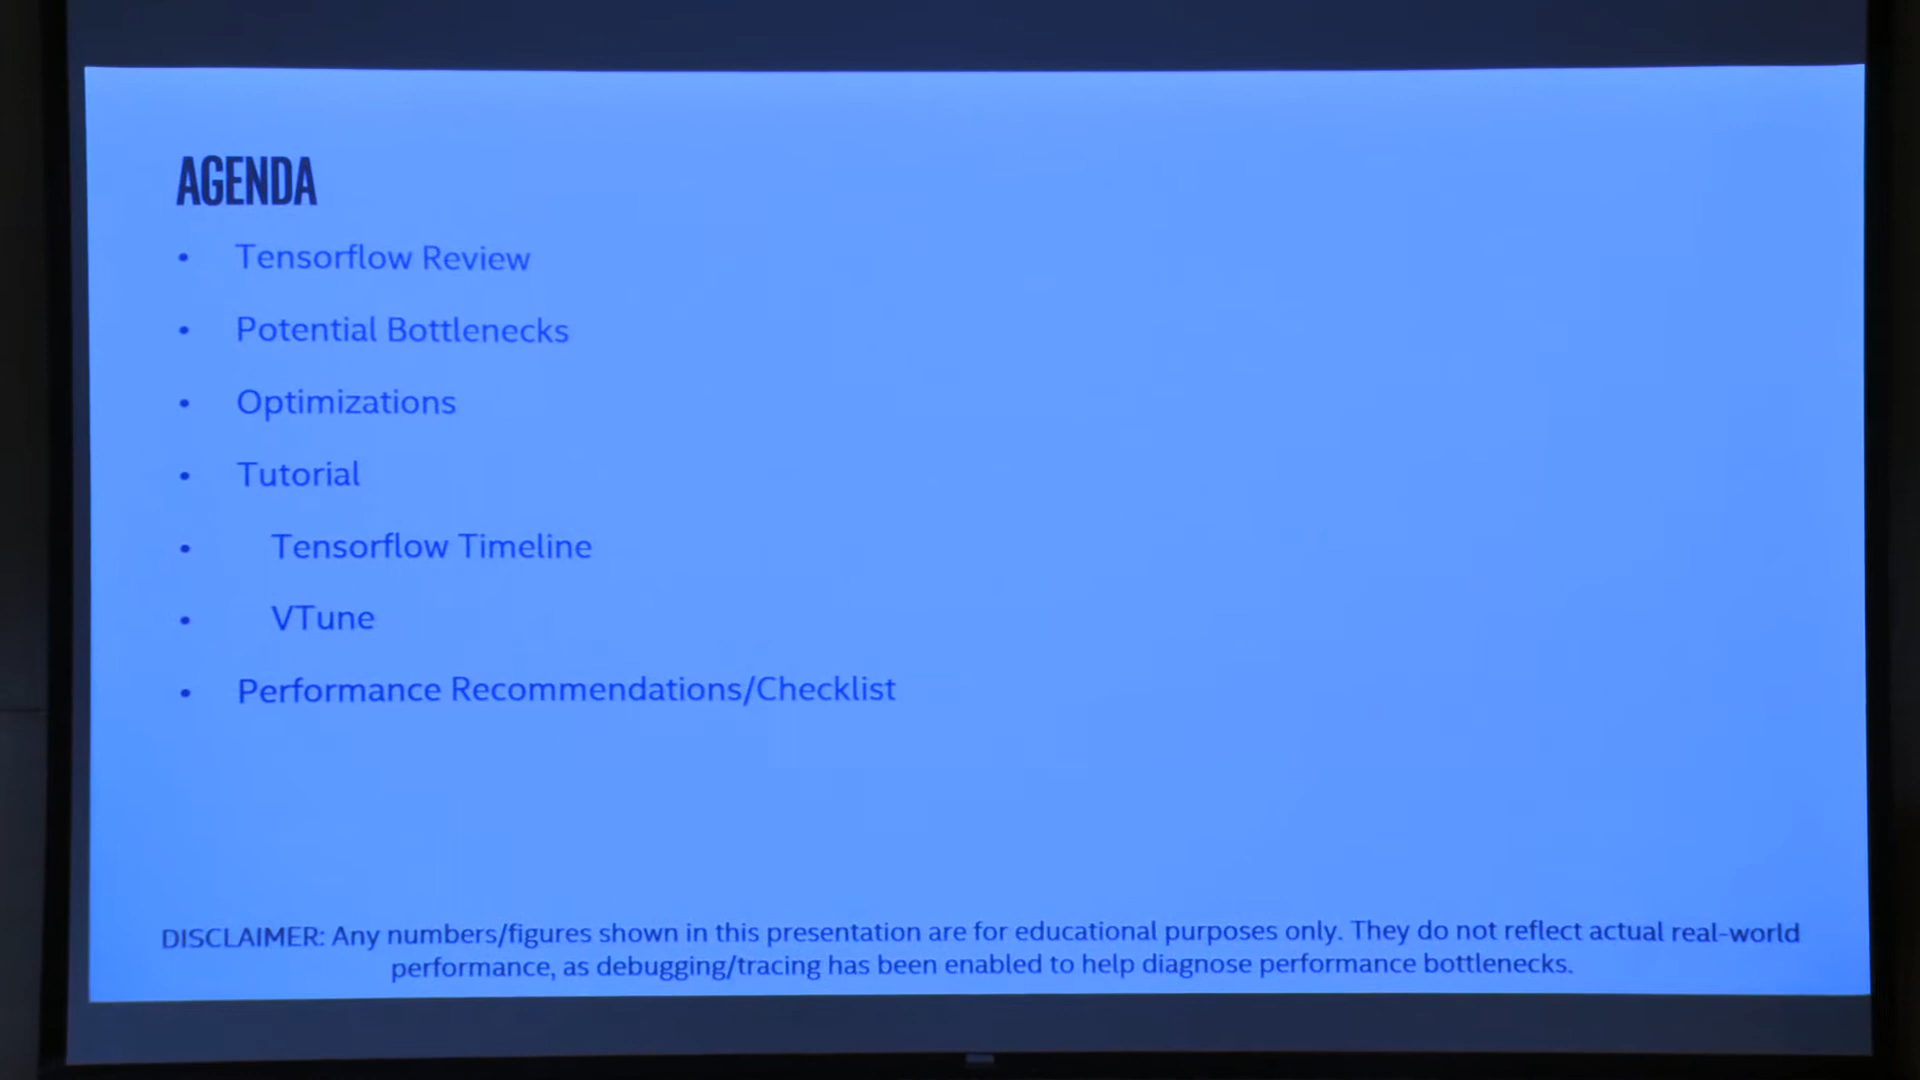 AGENDA
• Tensorflow Review
• Potential Bottlenecks
• Optimizations
• Tutorial
• Tensorflow Timeline
• VTune
• Performance Recommendations/Checklist
DISCLAIMER: Any numbers/figures shown in this presentation are for educational purposes only. They do not reflect actual real-world
performance, as debugging/tracing has been enabled to help diagnose performance bottlenecks.